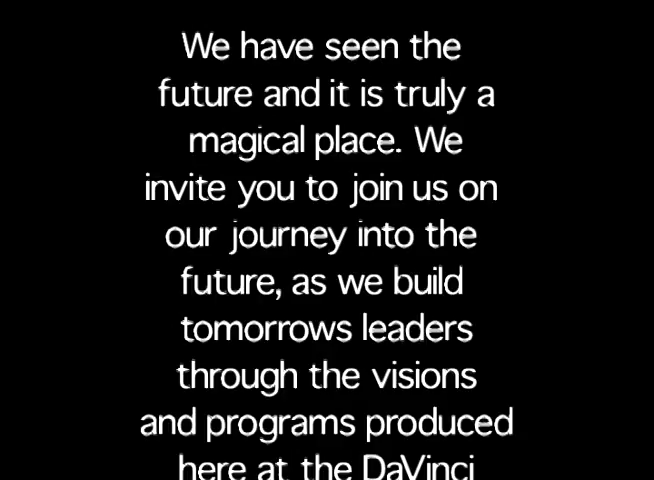 We have seen the
future and it is truly a
magical place. We
invite you to join us on
our journey into the
future, as we build
tomorrows leaders
through the visions
and programs produced
here at the DaVinci